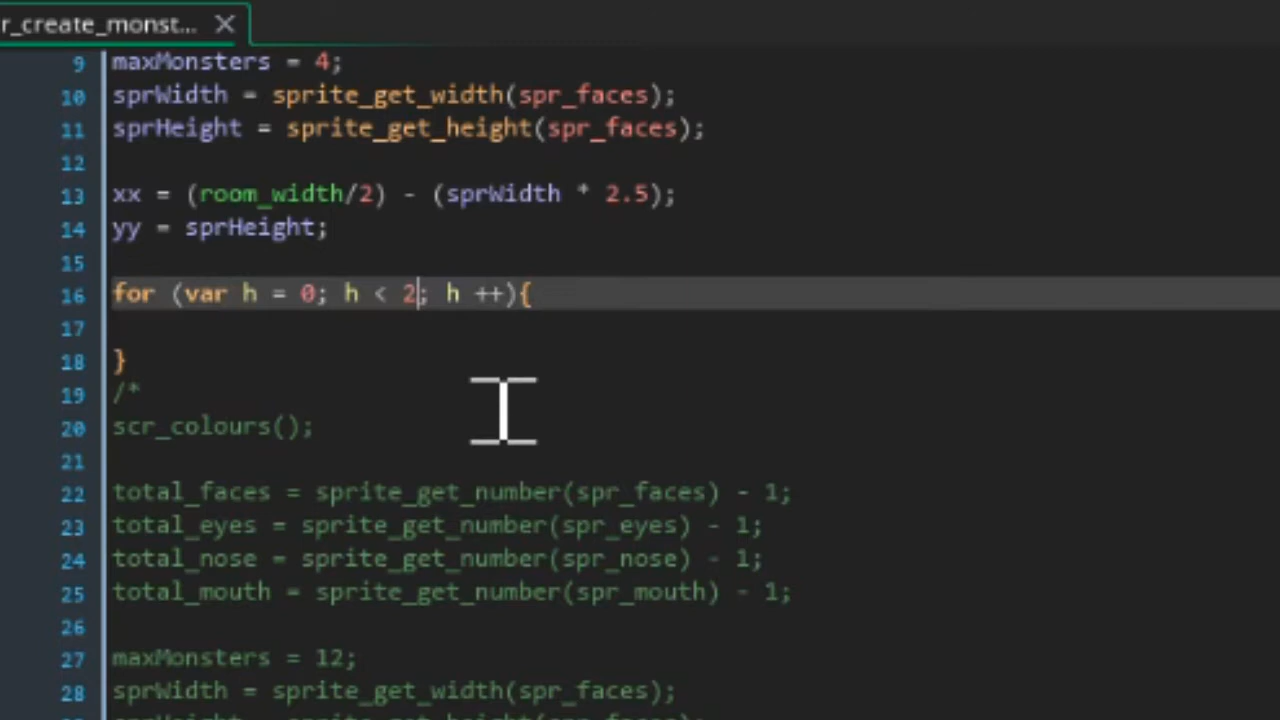 r_create_monst...
9 maxMonsters = 4;
10 sprWidth = sprite_get_width(spr_faces);
11 sprHeight = sprite_get_height(spr_faces);
12
13 xx = (room_width/2) - (sprWidth * 2.5);
14 yy = sprHeight;
15
16 for (var h = 0; h < 2; h ++){
17
18 }
19 /*
20 scr_colours();
21
22 total_faces = sprite_get_number(spr_faces) - 1;
23 total_eyes = sprite_get_number(spr_eyes) - 1;
24 total_nose = sprite_get_number(spr_nose) - 1;
25 total_mouth = sprite_get_number(spr_mouth) - 1;
26
27 maxMonsters = 12;
28 sprWidth = sprite_get_width(spr_faces);